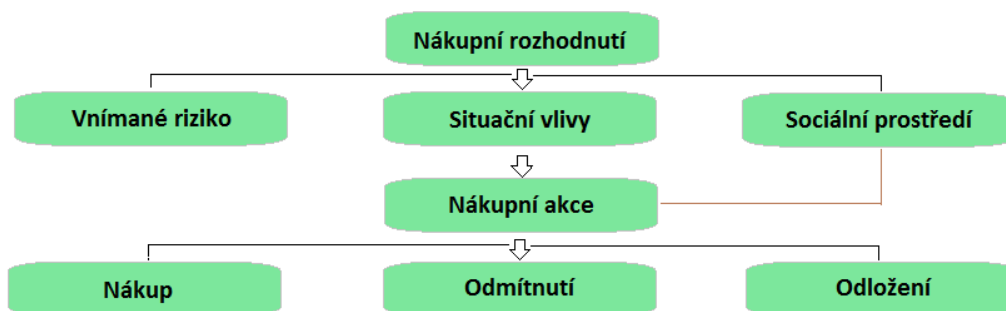 Nákupní rozhodnutí
Vnímané riziko
Situační vlivy
Sociální prostředí
Nákupní akce
Nákup
Odmítnutí
Odložení